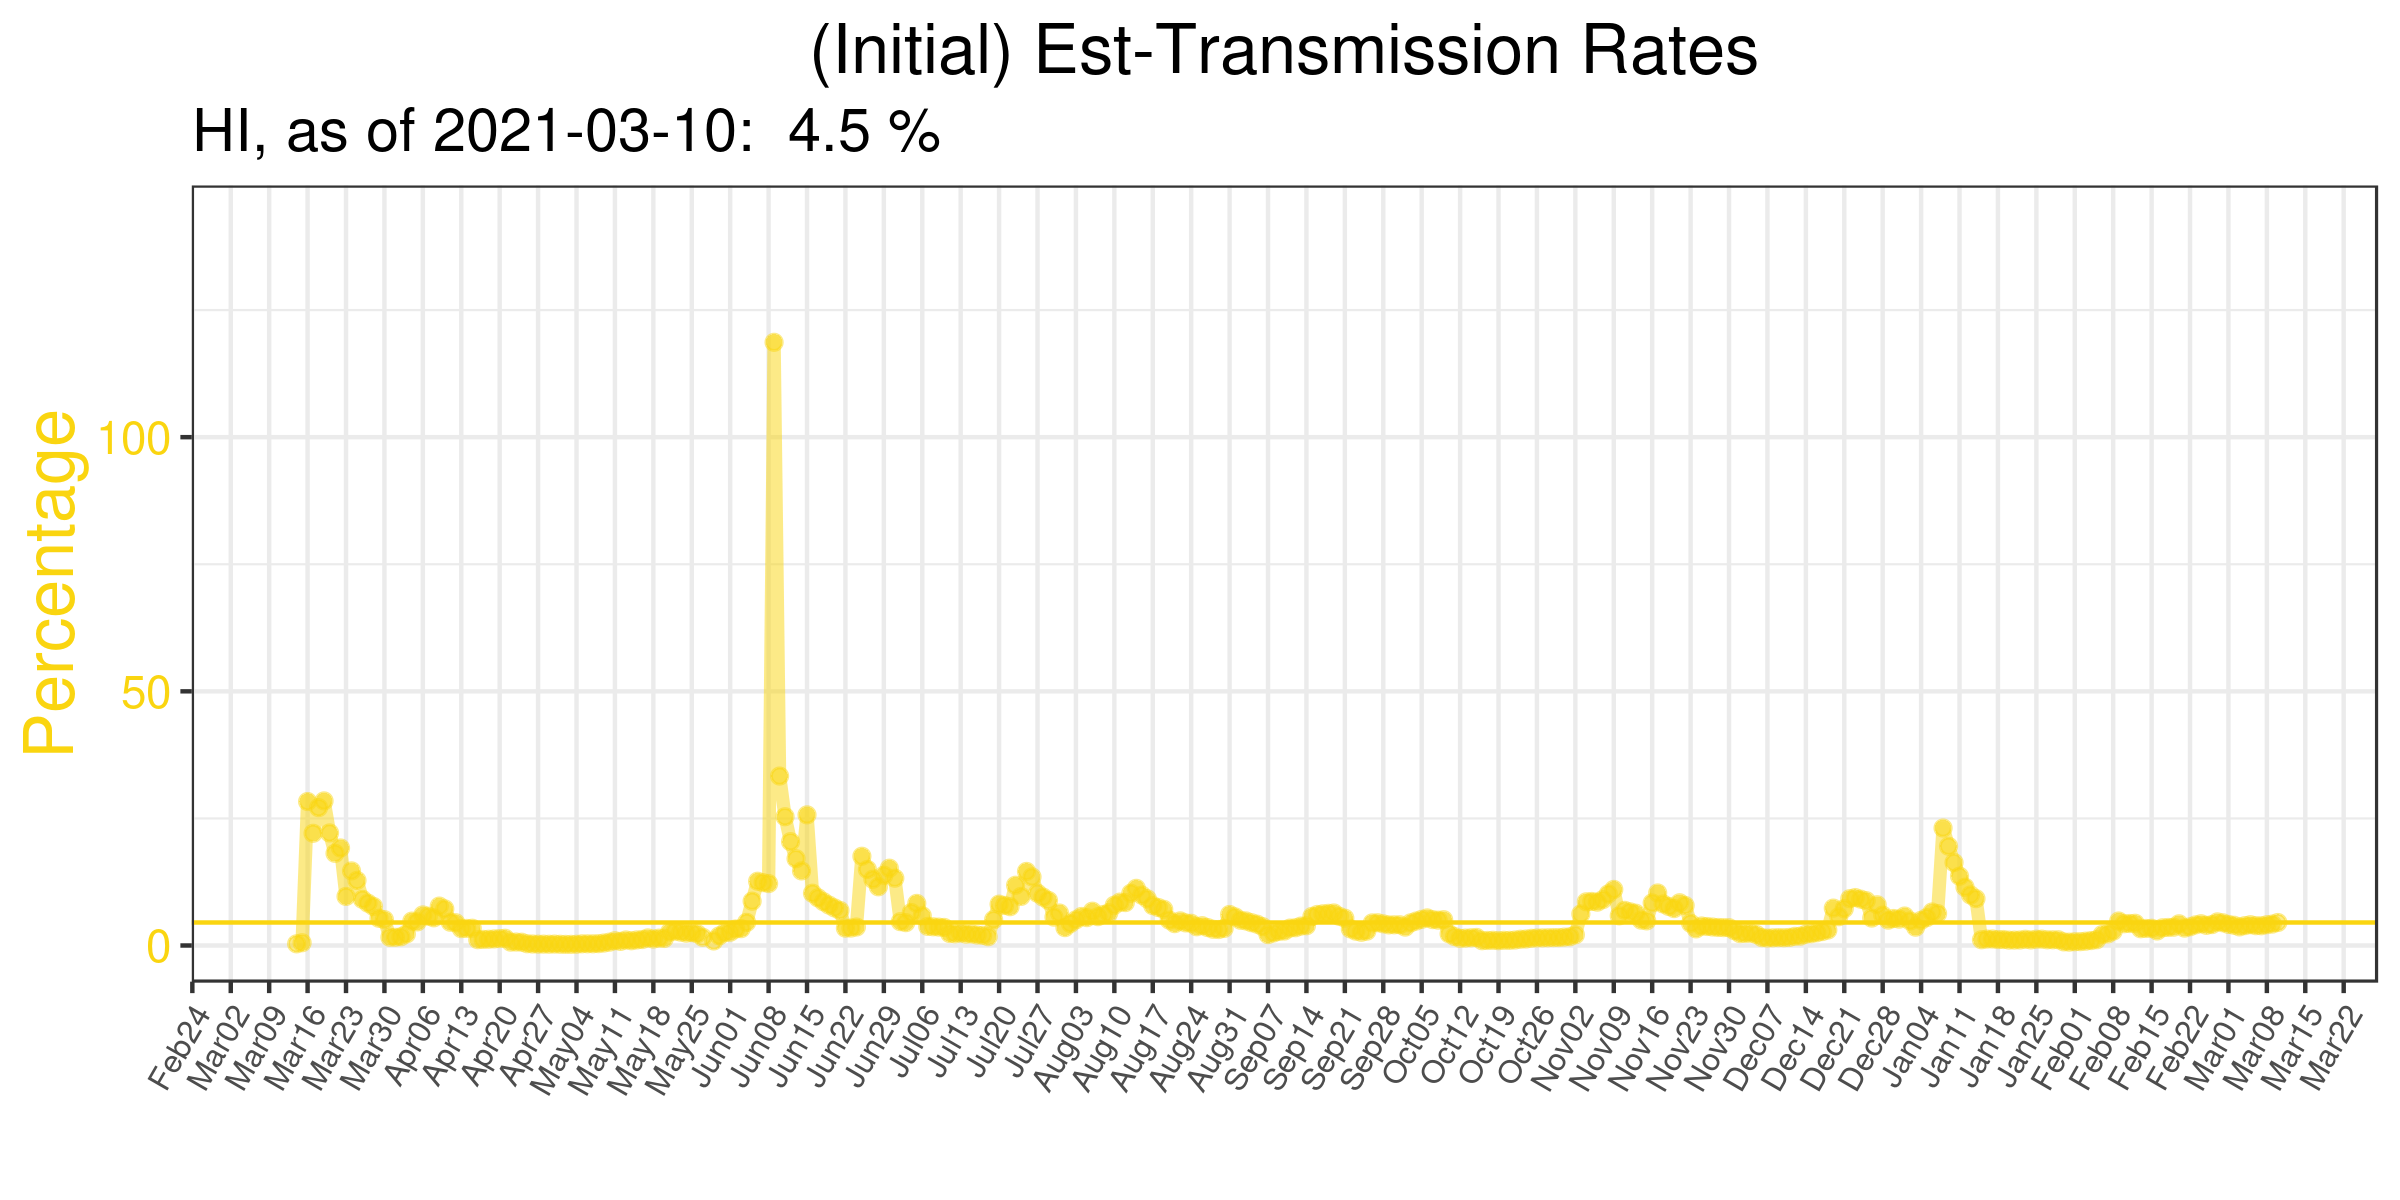 (Initial) Est-Transmission Rates
HI, as of 2021-03-10:  4.5 %
Percentage
100
50
0
Feb24
Mar02
Mar09
Mar16
Mar23
Mar30
Apr06
Apr13
Apr20
Apr27
May04
May11
May18
May25
Jun01
Jun08
Jun15
Jun22
Jun29
Jul06
Jul13
Jul20
Jul27
Aug03
Aug10
Aug17
Aug24
Aug31
Sep07
Sep14
Sep21
Sep28
Oct05
Oct12
Oct19
Oct26
Nov02
Nov09
Nov16
Nov23
Nov30
Dec07
Dec14
Dec21
Dec28
Jan04
Jan11
Jan18
Jan25
Feb01
Feb08
Feb15
Feb22
Mar01
Mar08
Mar15
Mar22